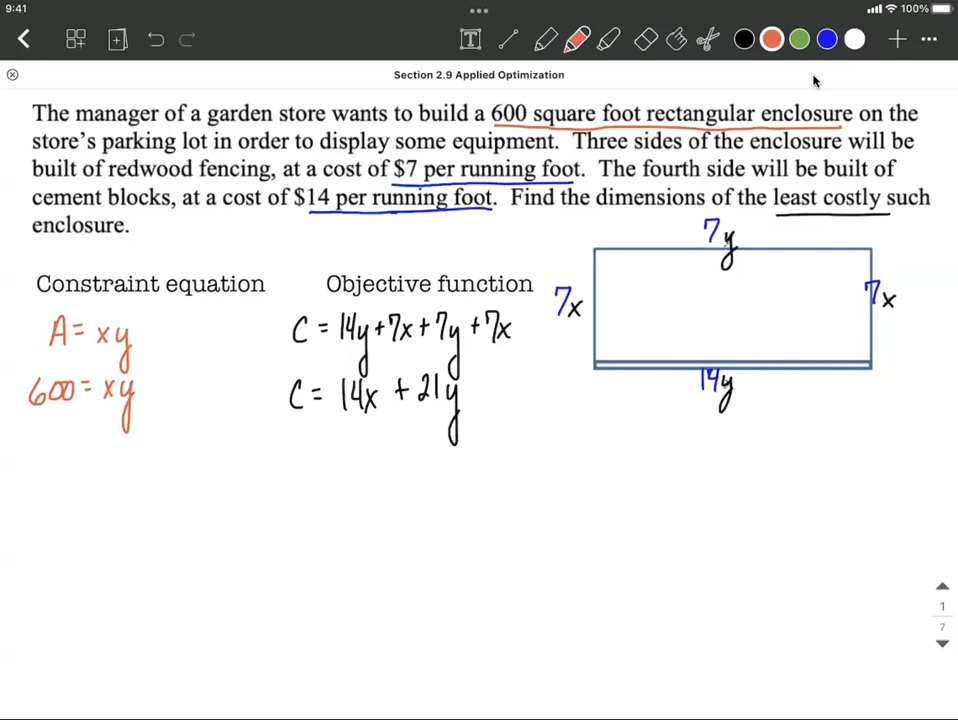 9:41
100%
Section 2.9 Applied Optimization
The manager of a garden store wants to build a 600 square foot rectangular enclosure on the
store's parking lot in order to display some equipment. Three sides of the enclosure will be
built of redwood fencing, at a cost of $7 per running foot. The fourth side will be built of
cement blocks, at a cost of $14 per running foot. Find the dimensions of the least costly such
enclosure.
7y
Constraint equation
Objective function
7x
7x
A = xy
C = 14y + 7x + 7y + 7x
600 = xy
C = 14x + 21y
14y
1
7